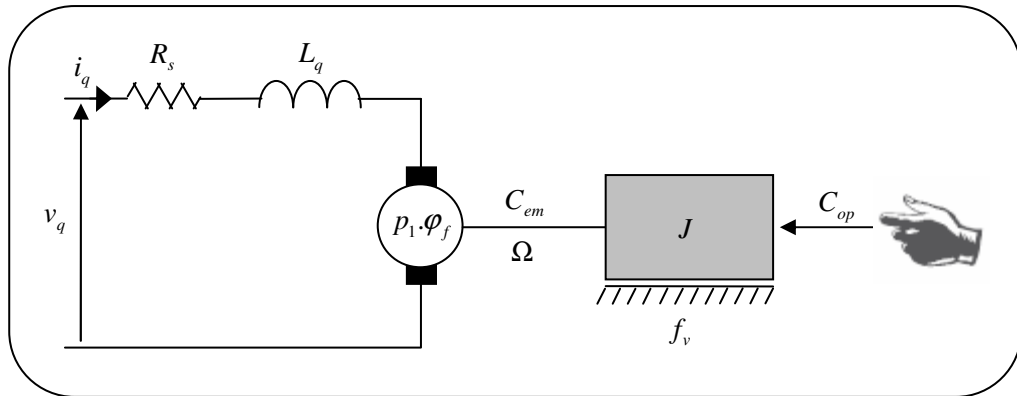 i_q
R_s
L_q
v_q
p_1.φ_f
C_em
Ω
J
C_op
f_v